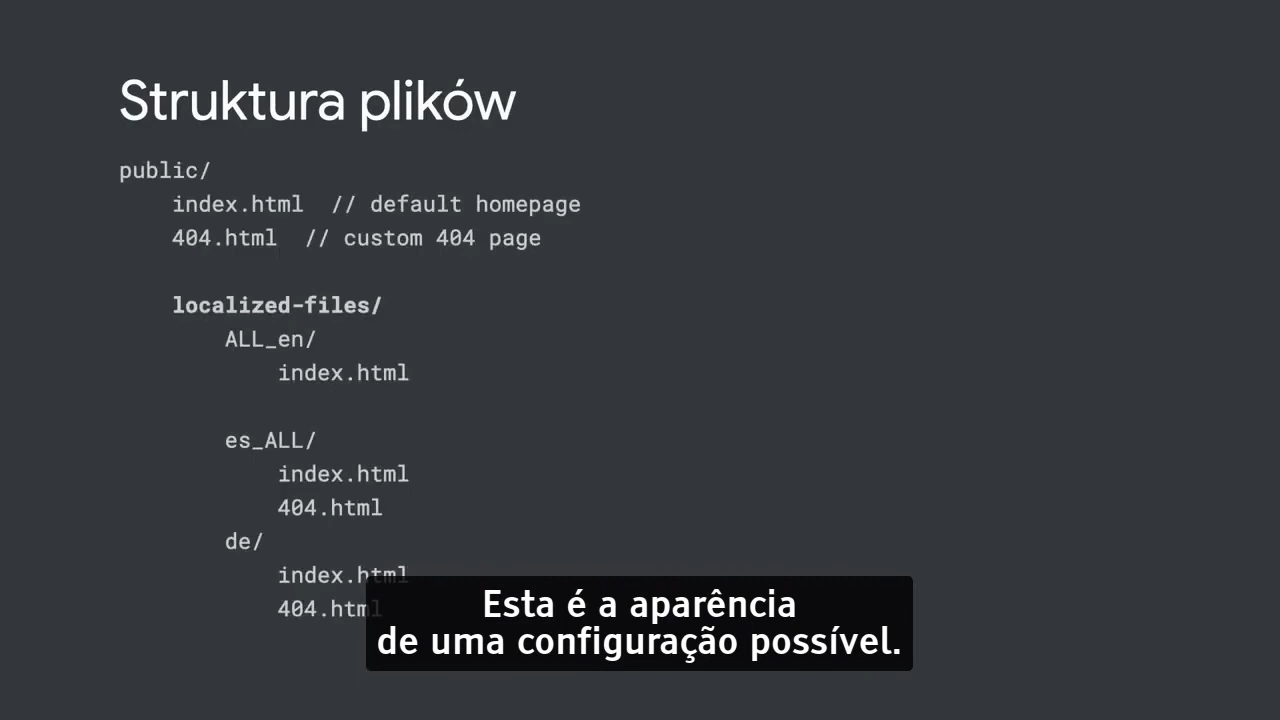 Struktura plików
public/
index.html // default homepage
404.html // custom 404 page
localized-files/
ALL_en/
index.html
es_ALL/
index.html
404.html
de/
index.html
404.html
Esta é a aparência
de uma configuração possível.